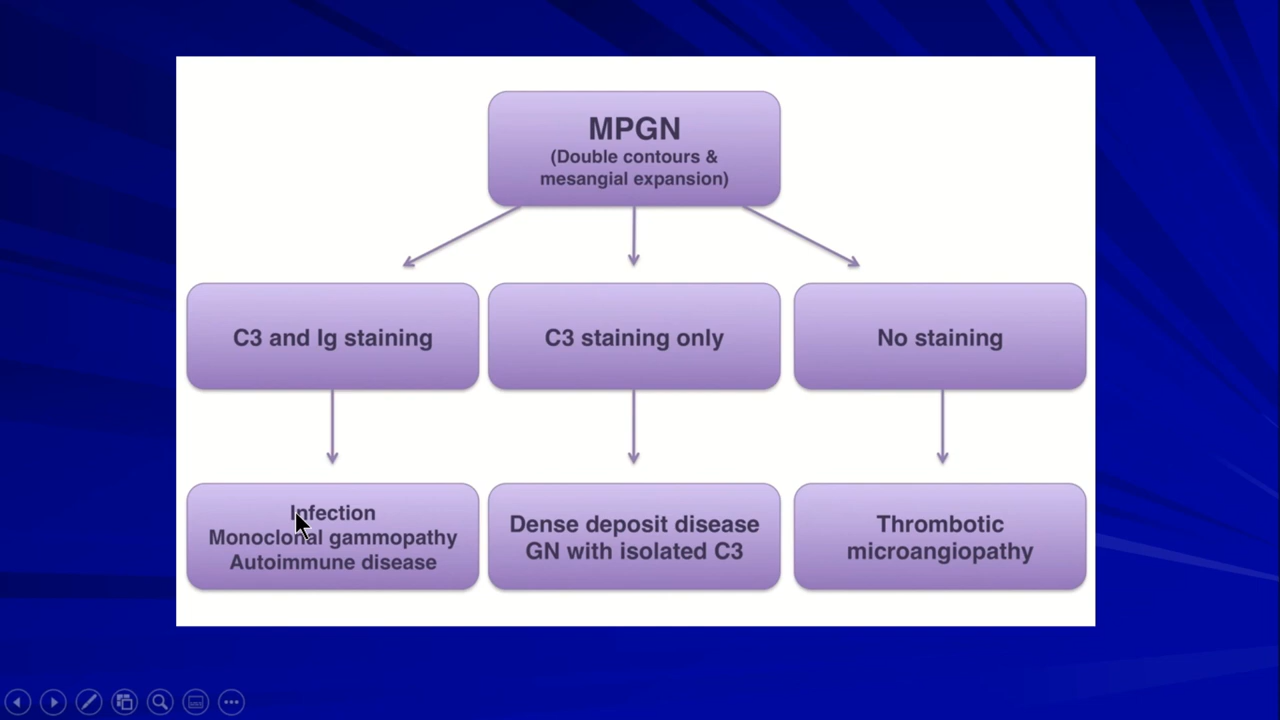 MPGN
(Double contours &
mesangial expansion)
C3 and Ig staining
C3 staining only
No staining
Infection
Monoclonal gammopathy
Autoimmune disease
Dense deposit disease
GN with isolated C3
Thrombotic
microangiopathy